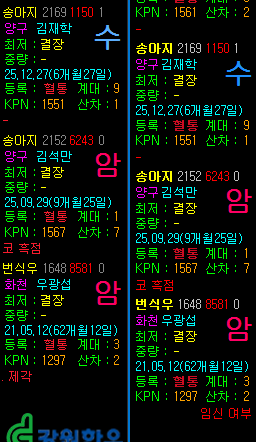 송아지 2169 1150 1
양구 김재학
수
최저 : 결장
중량 : -
25,12,27(6개월27일)
등록 : 혈통 계대 : 9
KPN : 1551 산차 : 1
-
송아지 2152 6243 0
양구 김석만
암
최저 : 결장
중량 : -
25,09,29(9개월25일)
등록 : 혈통 계대 : 1
KPN : 1567 산차 : 7
코 흑점
번식우 1648 8581 0
화천 우광섭
암
최저 : 결장
중량 : -
21,05,12(62개월12일)
등록 : 혈통 계대 : 3
KPN : 1297 산차 : 2
. 제각
강원한우
KPN : 1561 산차 : 2
-
송아지 2169 1150 1
양구김재학
수
최저 : 결장
중량 : -
25,12,27(6개월27일)
등록 : 혈통 계대 : 9
KPN : 1551 산차 : 1
-
송아지 2152 6243 0
양구김석만
암
최저 : 결장
중량 : -
25,09,29(9개월25일)
등록 : 혈통 계대 : 1
KPN : 1567 산차 : 7
코 흑점
번식우 1648 8581 0
화천우광섭
암
최저 : 결장
중량 : -
21,05,12(62개월12일)
등록 : 혈통 계대 : 3
KPN : 1297 산차 : 2
임신 여부